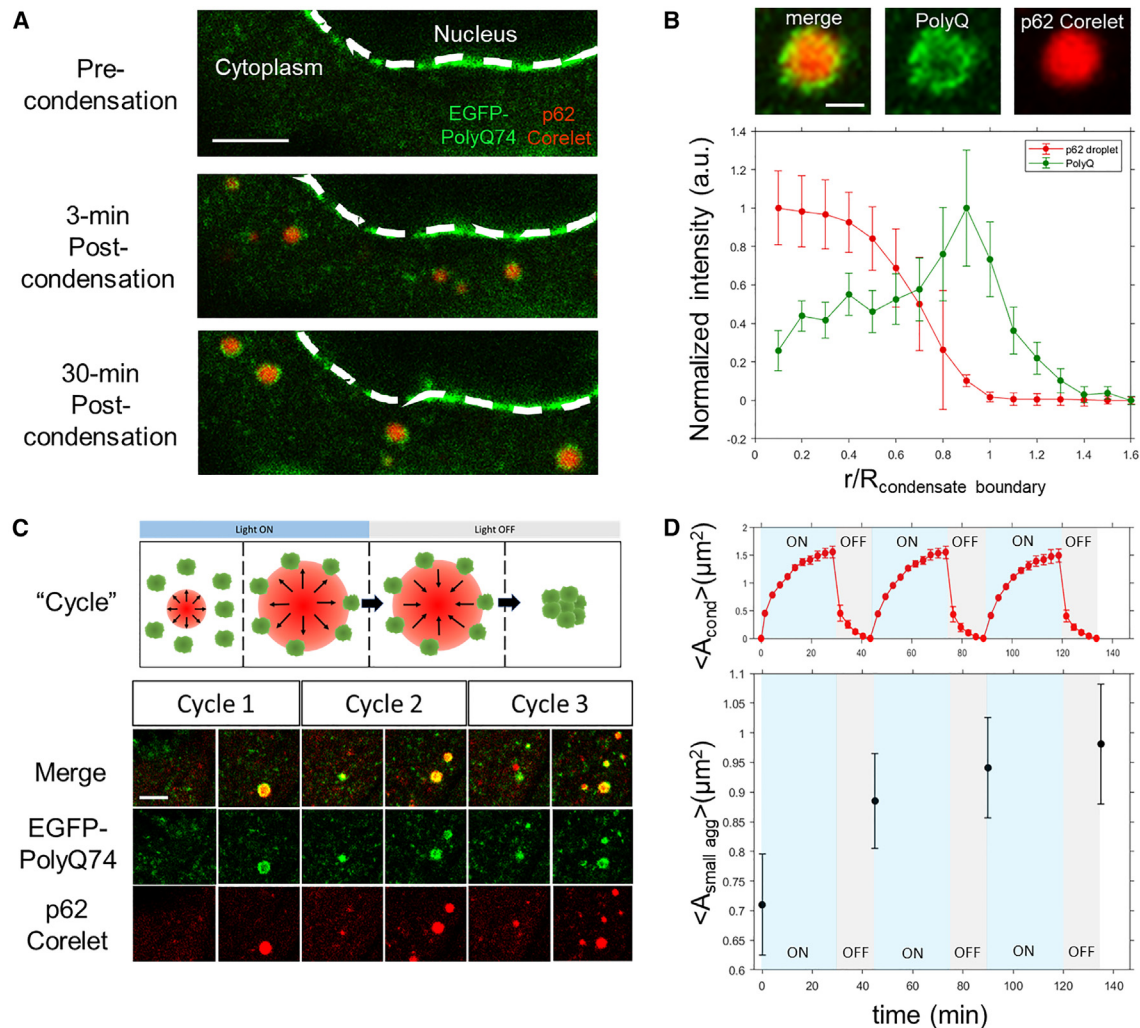 A
Pre-
condensation
Cytoplasm
Nucleus
EGFP-
PolyQ74
p62
Corelet
3-min
Post-
condensation
30-min
Post-
condensation
B
merge
PolyQ
p62 Corelet
Normalized intensity (a.u.)
1.4
1.2
1
0.8
0.6
0.4
0.2
0
-0.2
p62 droplet
PolyQ
0.2 0.4 0.6 0.8 1 1.2 1.4 1.6
r/Rcondensate boundary
C
Light ON
Light OFF
"Cycle"
Cycle 1
Cycle 2
Cycle 3
Merge
EGFP-
PolyQ74
p62
Corelet
D
<Acond>(µm2)
2
1.5
1
0.5
0
ON OFF ON OFF ON OFF
0 20 40 60 80 100 120 140
<Asmall agg>(µm2)
1.1
1.05
1
0.95
0.9
0.85
0.8
0.75
0.7
0.65
0.6
ON OFF ON OFF ON OFF
0 20 40 60 80 100 120 140
time (min)